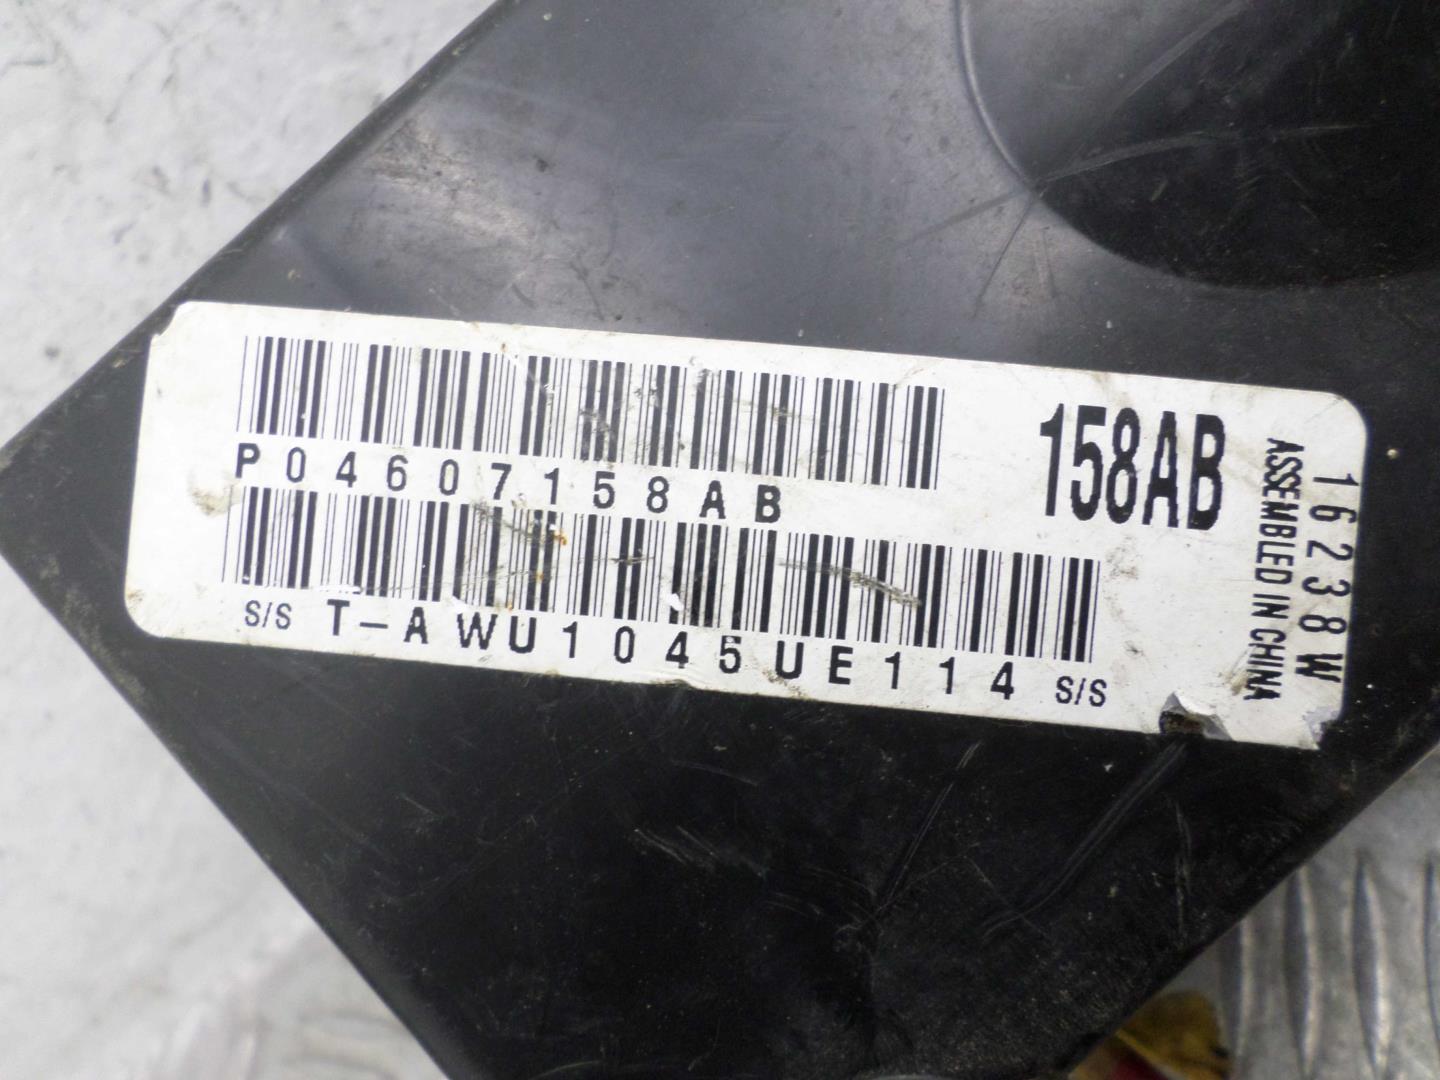 P04607158AB
158AB
S/S T-AWU1045UE114 S/S
16238W
ASSEMBLED IN CHINA